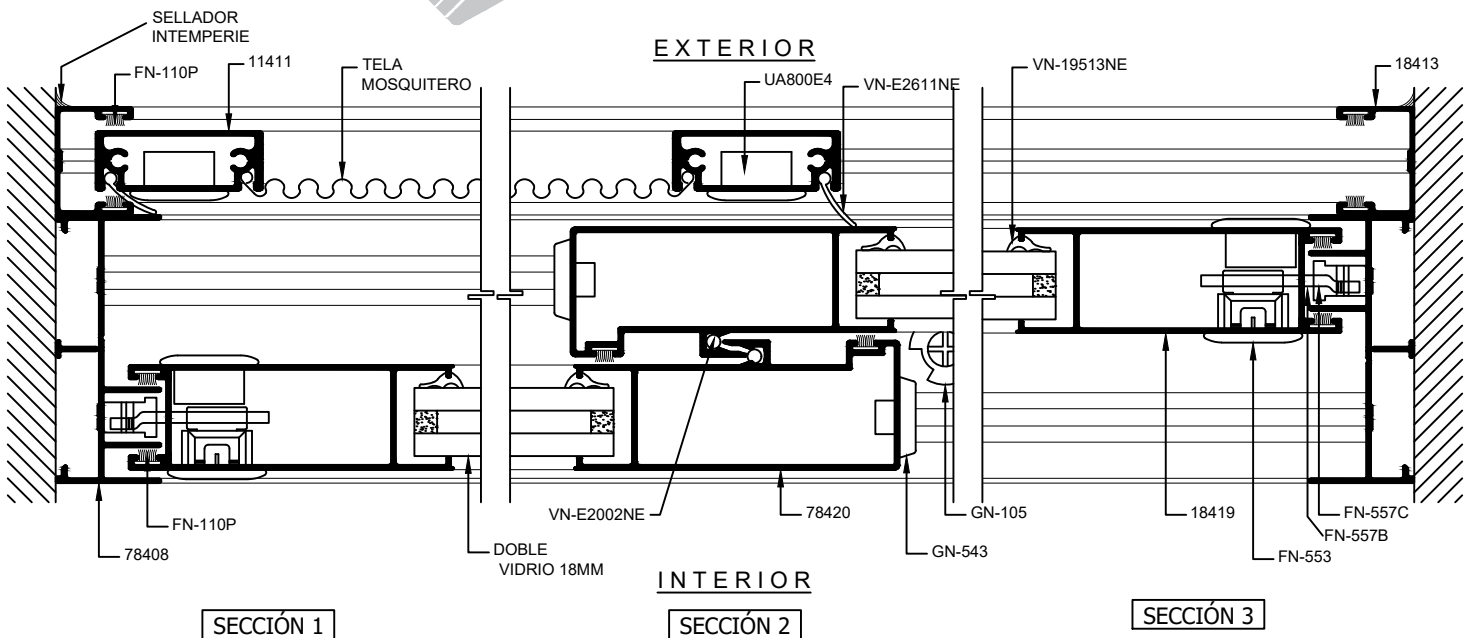 SELLADOR
INTEMPERIE
FN-110P
11411
TELA
MOSQUITERO
EXTERIOR
UA800E4
VN-E2611NE
VN-19513NE
18413
78408
FN-110P
DOBLE
VIDRIO 18MM
VN-E2002NE
78420
GN-543
GN-105
18419
FN-553
FN-557B
FN-557C
INTERIOR
SECCIÓN 1
SECCIÓN 2
SECCIÓN 3